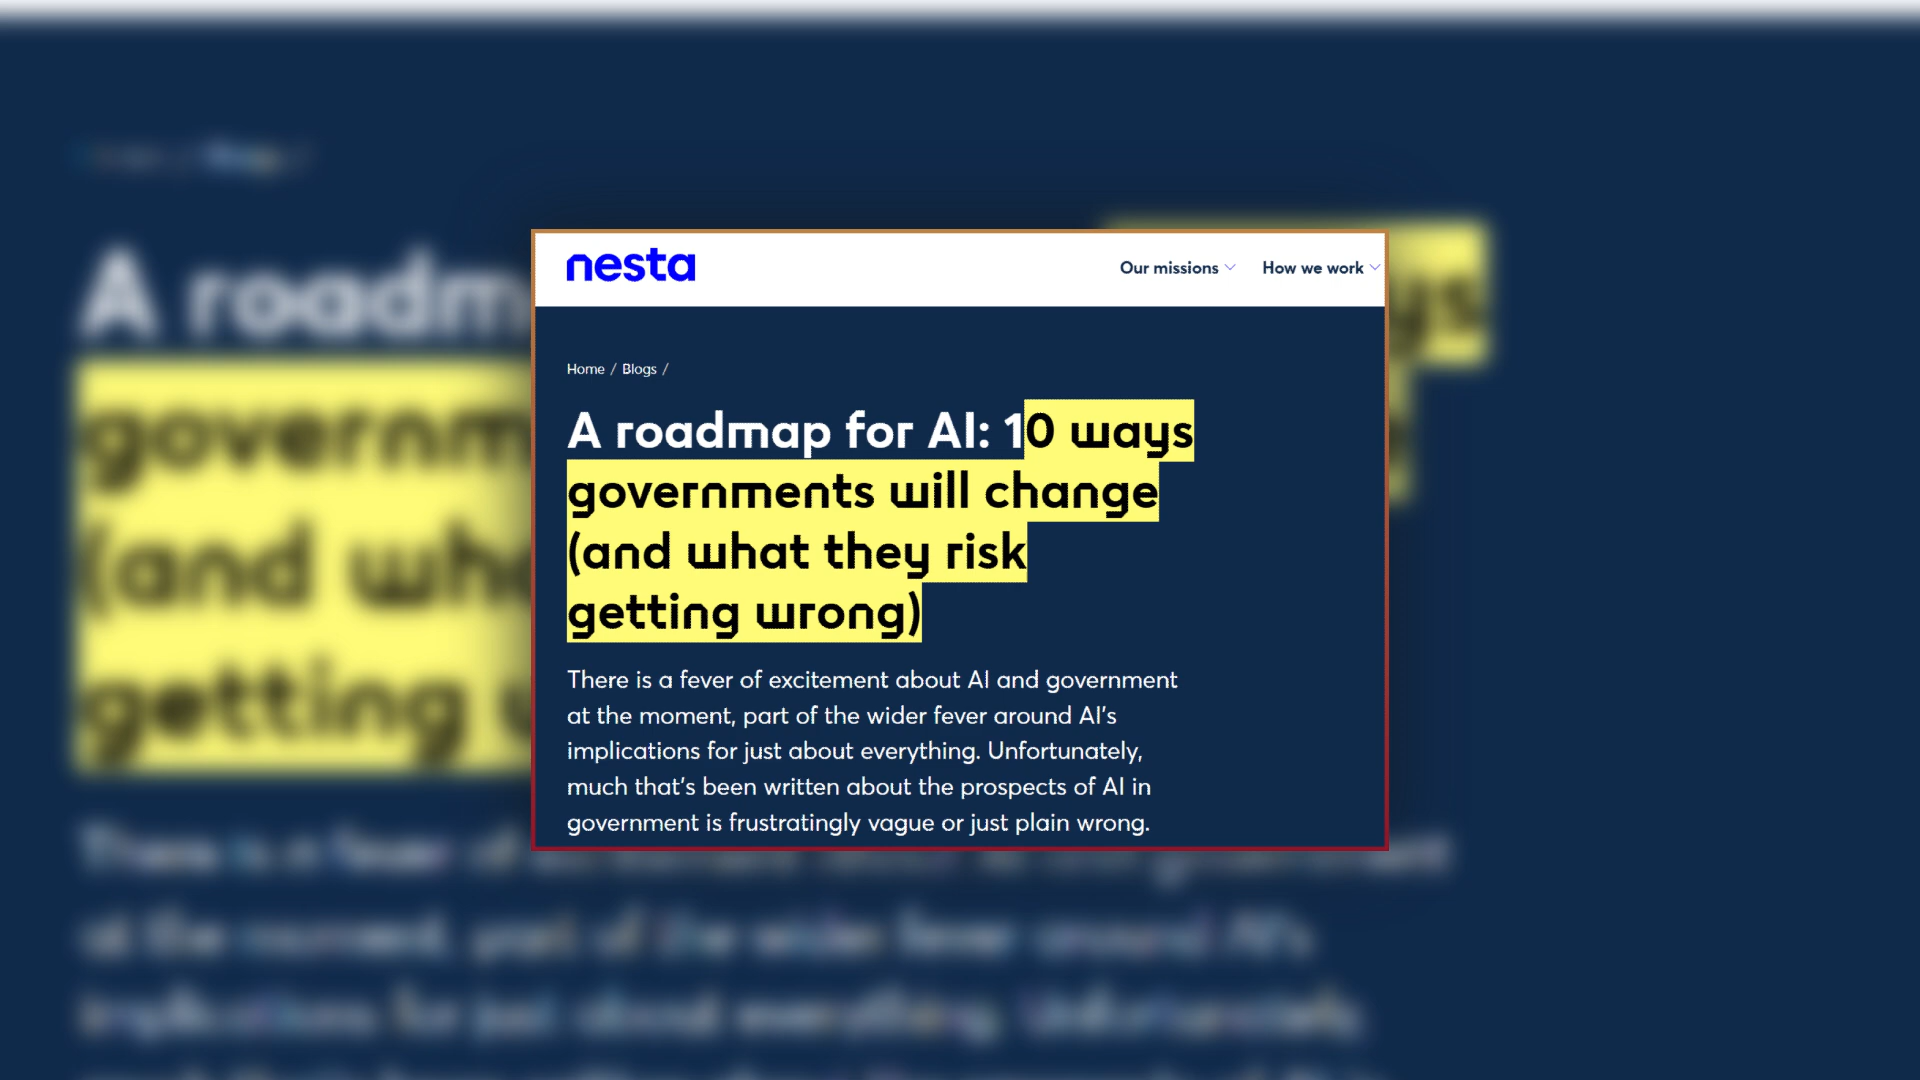 nesta
Our missions
How we work
Home / Blogs /
A roadmap for AI: 10 ways
governments will change
(and what they risk
getting wrong)
There is a fever of excitement about AI and government
at the moment, part of the wider fever around AI's
implications for just about everything. Unfortunately,
much that's been written about the prospects of AI in
government is frustratingly vague or just plain wrong.